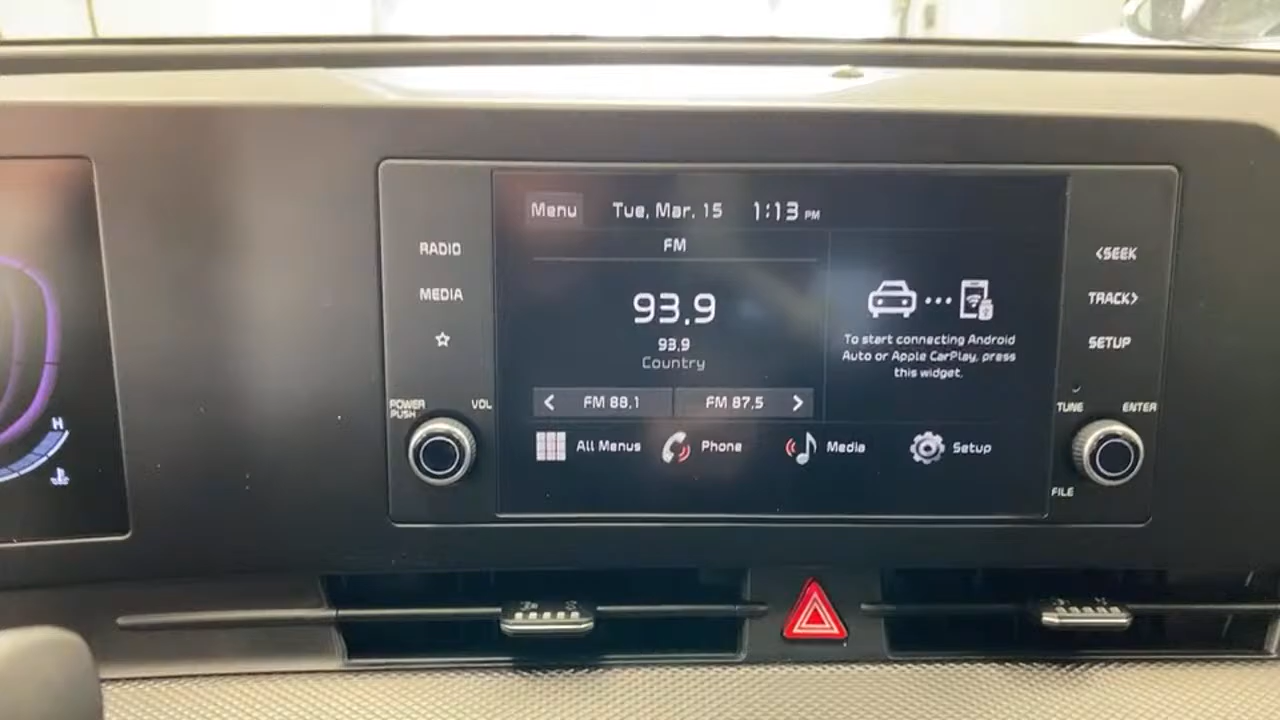 Menu Tue, Mar. 15 1:13 PM
RADIO
MEDIA
POWER
PUSH
VOL
FM
93.9
93.9
Country
< FM 88.1 FM 87.5 >
To start connecting Android
Auto or Apple CarPlay, press
this widget.
All Menus Phone Media Setup
<SEEK
TRACK>
SETUP
TUNE
ENTER
FILE
H